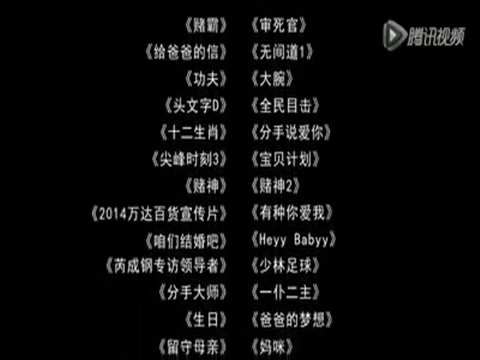 腾讯视频
《赌霸》 《审死官》
《给爸爸的信》 《无间道1》
《功夫》 《大腕》
《头文字D》 《全民目击》
《十二生肖》 《分手说爱你》
《尖峰时刻3》 《宝贝计划》
《赌神》 《赌神2》
《2014万达百货宣传片》 《有种你爱我》
《咱们结婚吧》 《Heyy Babyy》
《芮成钢专访领导者》 《少林足球》
《分手大师》 《一仆二主》
《生日》 《爸爸的梦想》
《留守母亲》 《妈咪》